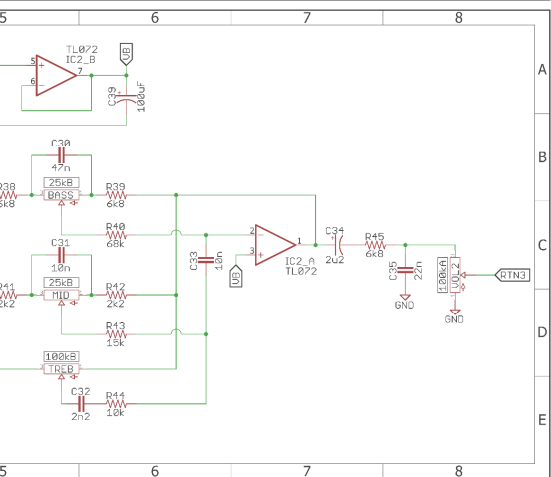 5 6 7 8
A
TL072
IC2_B
5
6
7
VB
C39
100uF
B
C30
47n
25kB
BASS
R38
6k8
R39
6k8
R40
68k
C31
10n
25kB
MID
R41
2k2
R42
2k2
R43
15k
100kB
TREB
C32
2n2
R44
10k
C33
10n
2
3
1
VB
IC2_A
TL072
C34
2u2
R45
6k8
C35
22n
GND
100kA
VOL2
GND
RTN3
C
D
E
5 6 7 8